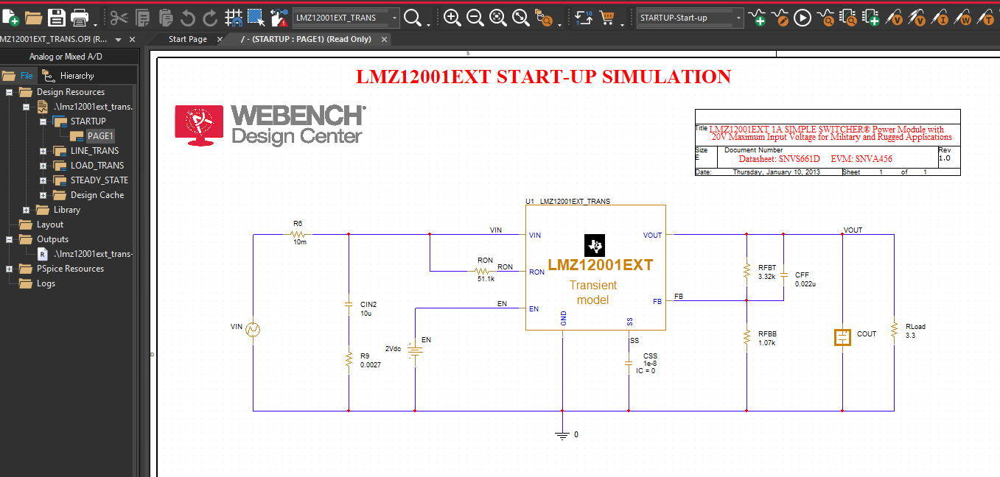 LMZ12001EXT_TRANS
STARTUP-Start-up
MZ12001EXT_TRANS.OPJ (R...
Start Page
/ - (STARTUP : PAGE1) (Read Only)
Analog or Mixed A/D
File
Hierarchy
Design Resources
.\lmz12001ext_trans.
STARTUP
PAGE1
LINE_TRANS
LOAD_TRANS
STEADY_STATE
Design Cache
Library
Layout
Outputs
.\lmz12001ext_trans-
PSpice Resources
Logs
5
D
LMZ12001EXT START-UP SIMULATION
WEBENCH®
Design Center
Title LMZ12001EXT 1A SIMPLE SWITCHER® Power Module with
20V Maximum Input Voltage for Military and Rugged Applications
Size
E
Document Number
Datasheet: SNVS661D EVM: SNVA456
Rev
1.0
Date: Thursday, January 10, 2013 Sheet 1 of 1
U1 LMZ12001EXT_TRANS
R6
10m
VIN
VIN
VOUT
VOUT
RON
51.1k
RON
RON
LMZ12001EXT
Transient
model
RFBT
3.32k
CFF
0.022u
EN
EN
GND
SS
FB
FB
CIN2
10u
VIN
2Vdc
EN
R9
0.0027
SS
CSS
1e-8
IC = 0
RFBB
1.07k
COUT
RLoad
3.3
0